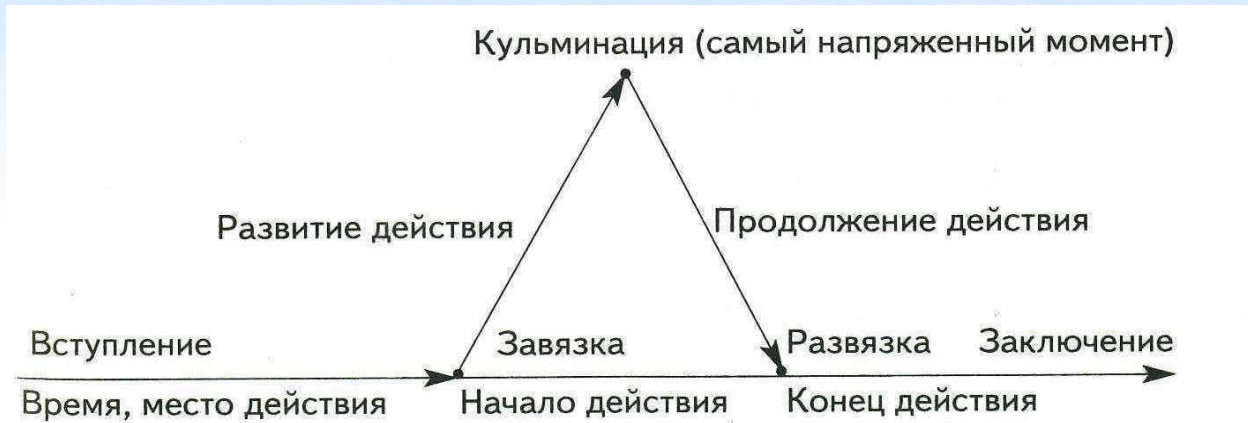 Кульминация (самый напряженный момент)
Развитие действия
Продолжение действия
Вступление
Завязка
Развязка
Заключение
Время, место действия
Начало действия
Конец действия